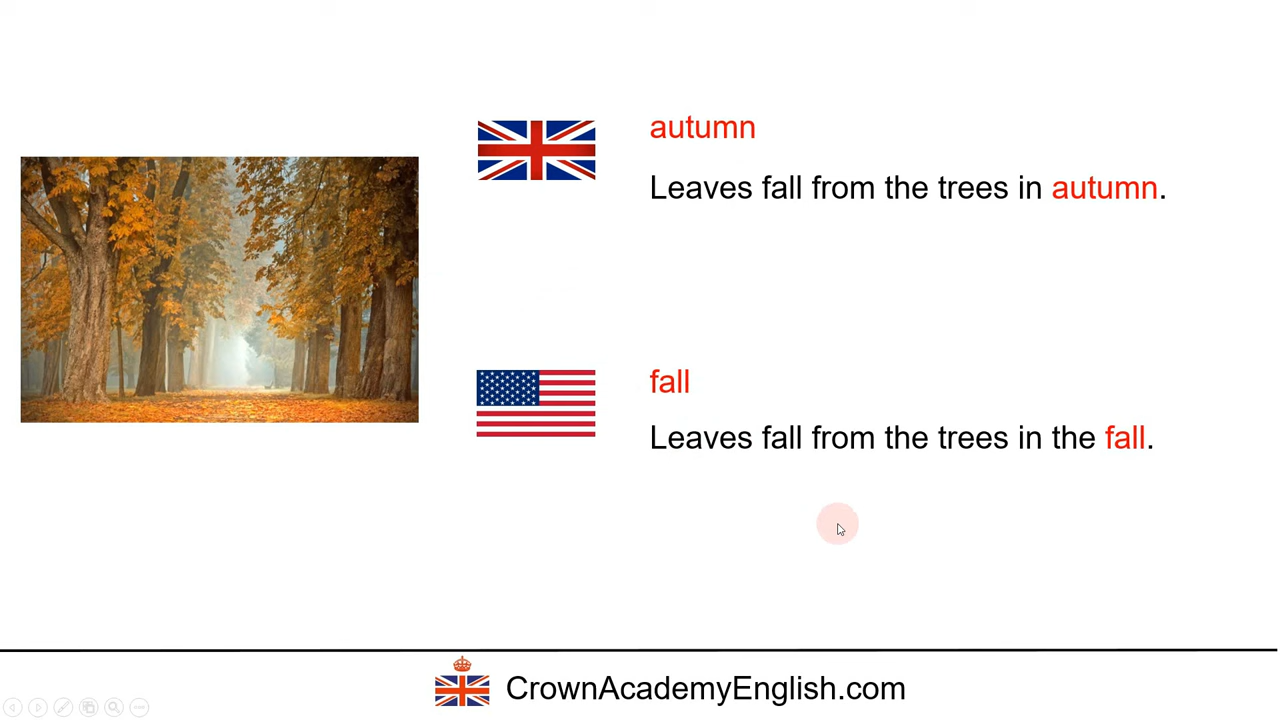 autumn
Leaves fall from the trees in autumn.
fall
Leaves fall from the trees in the fall.
CrownAcademyEnglish.com